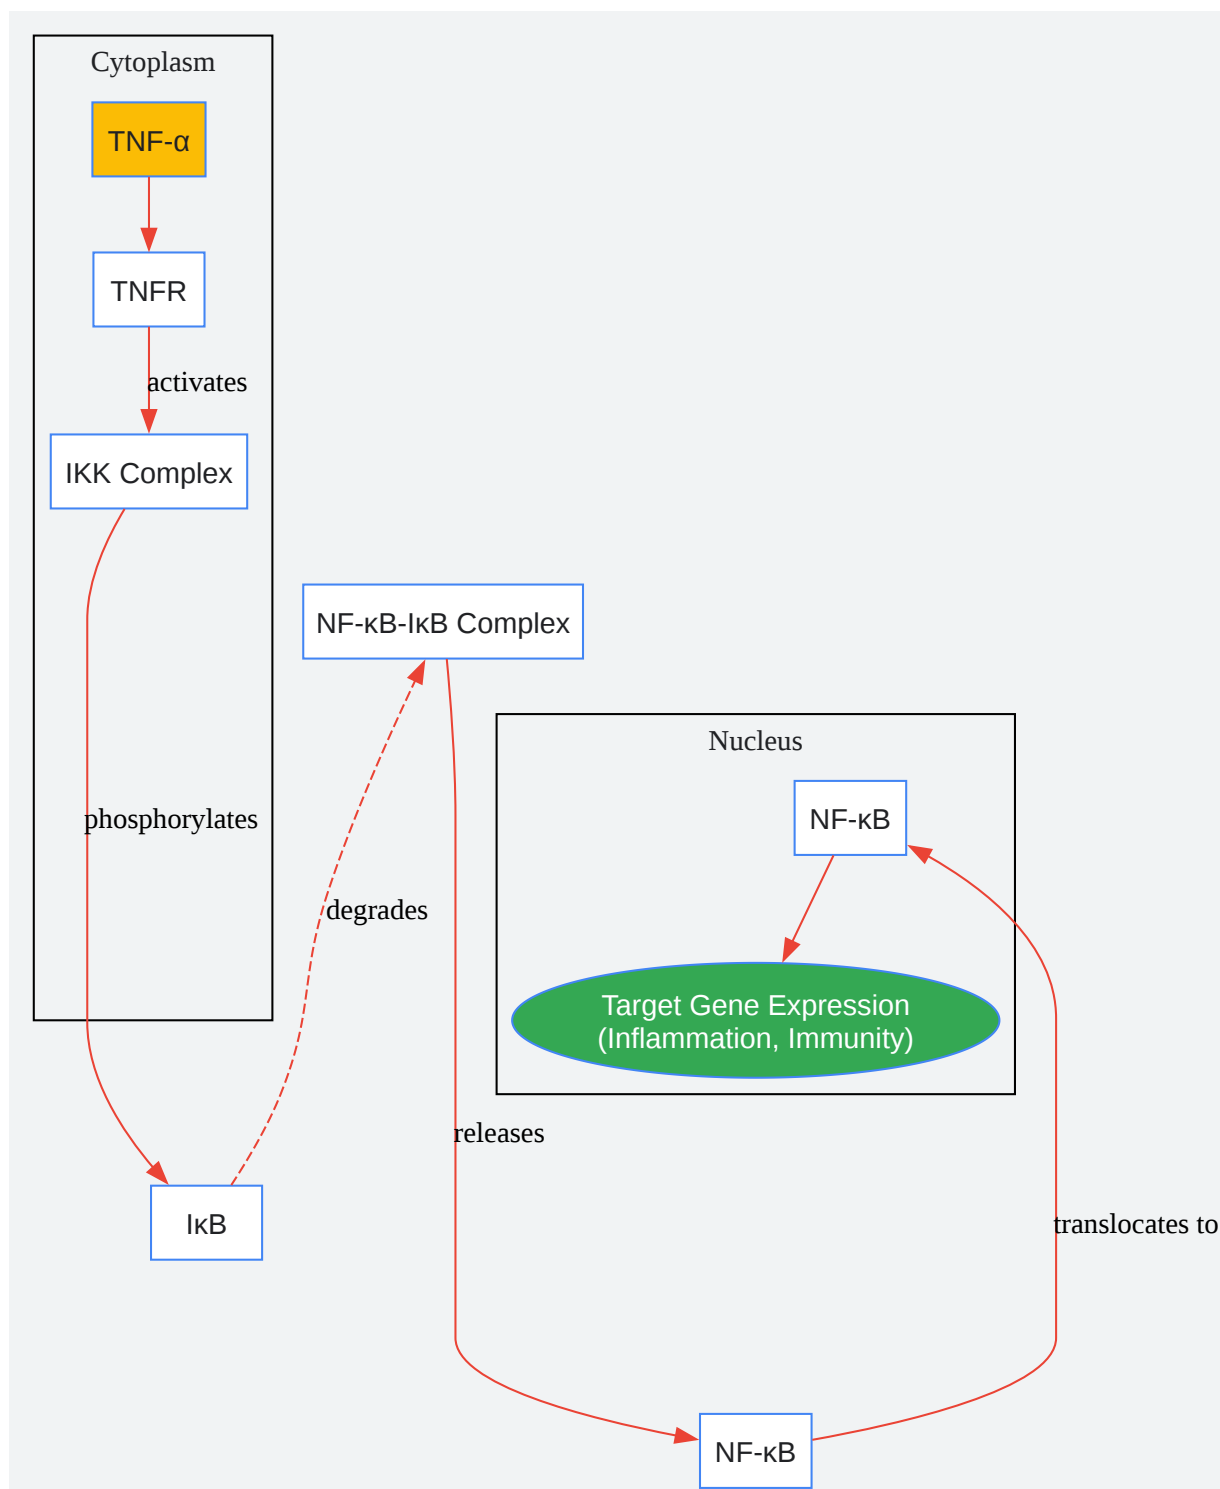 Cytoplasm
TNF-α
TNFR
activates
IKK Complex
NF-κB-IκB Complex
Nucleus
NF-κB
phosphorylates
degrades
Target Gene Expression
(Inflammation, Immunity)
releases
IκB
translocates to
NF-κB